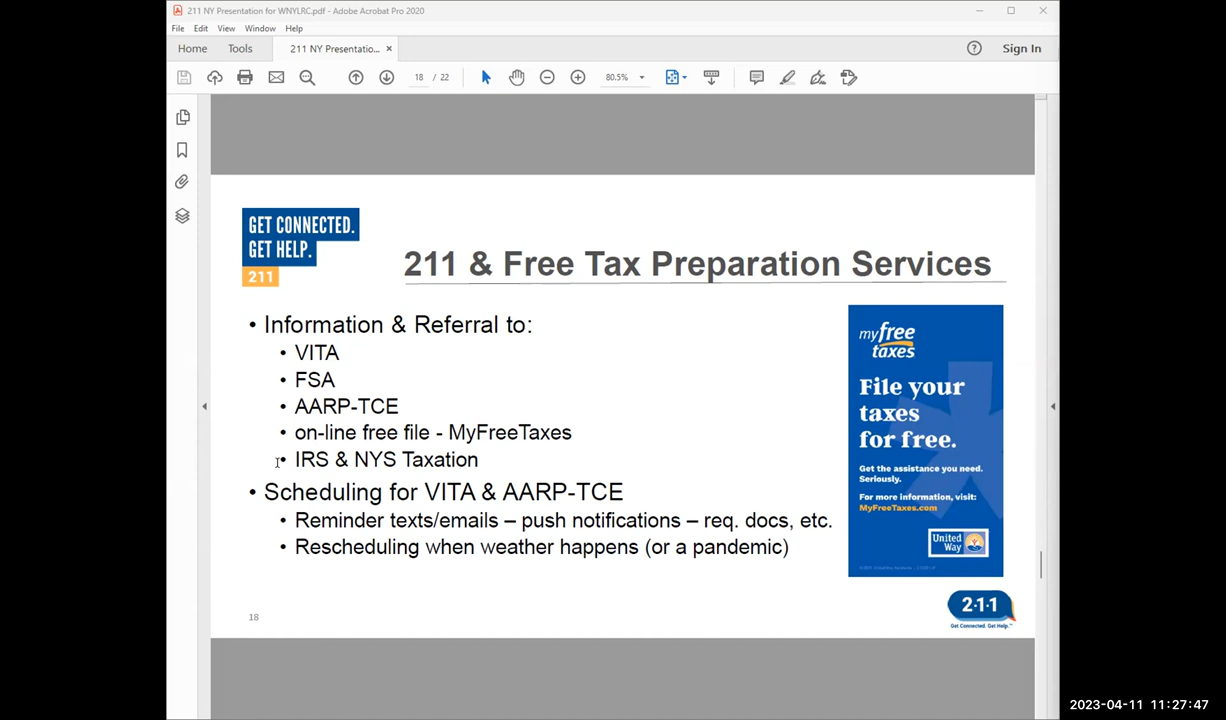 211 NY Presentation for WNYLRC.pdf - Adobe Acrobat Pro 2020
File Edit View Window Help
Home Tools 211 NY Presentatio... × Sign In
18 / 22 80.5%
GET CONNECTED.
GET HELP.
211
211 & Free Tax Preparation Services
• Information & Referral to:
• VITA
• FSA
• AARP-TCE
• on-line free file - MyFreeTaxes
• IRS & NYS Taxation
• Scheduling for VITA & AARP-TCE
• Reminder texts/emails – push notifications – req. docs, etc.
• Rescheduling when weather happens (or a pandemic)
my free
taxes
File your
taxes
for free.
Get the assistance you need.
Seriously.
For more information, visit:
MyFreeTaxes.com
United
Way
18
2·1·1
Get Connected. Get Help.™
2023-04-11 11:27:47